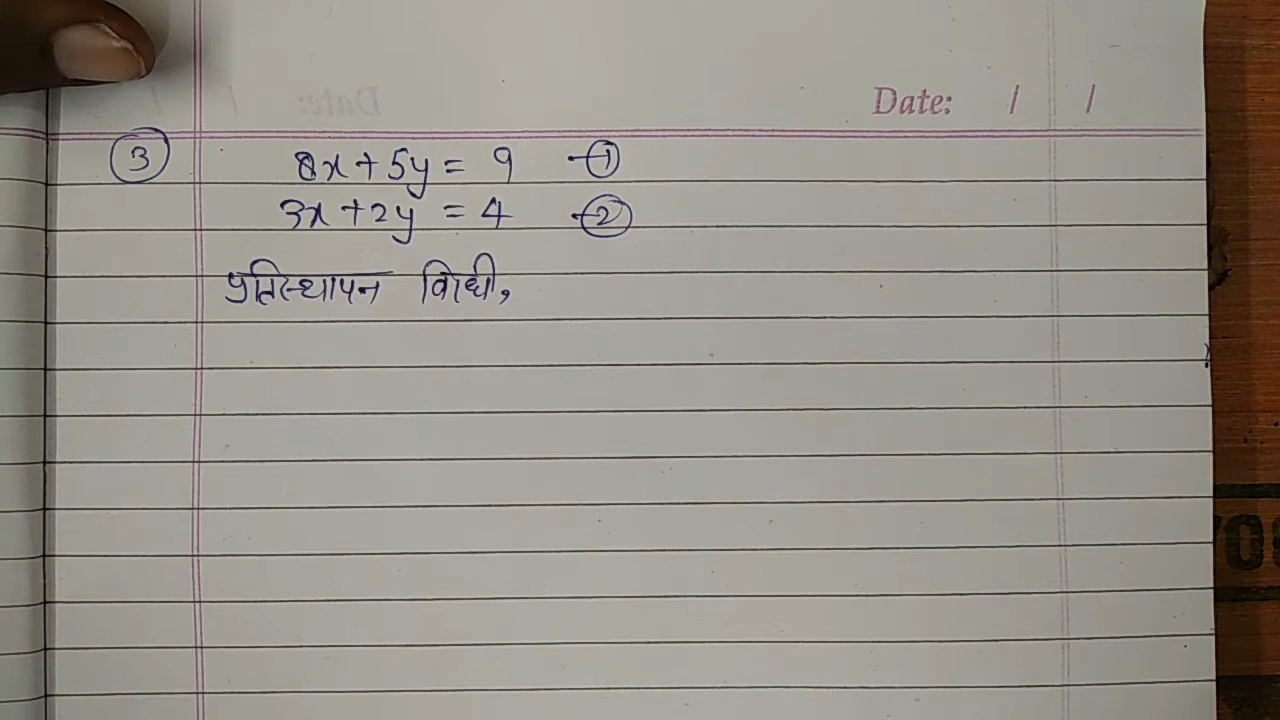 Date: / /
③ 8x + 5y = 9 —①
3x + 2y = 4 —②
प्रतिस्थापन विधी,